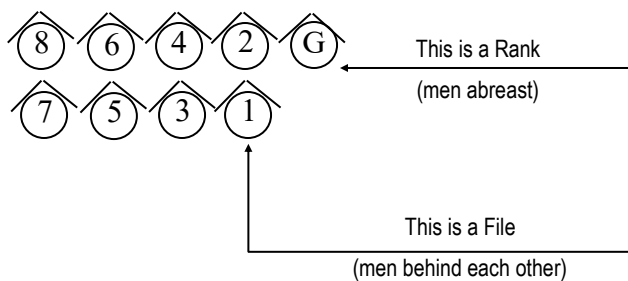 8 6 4 2 G
This is a Rank
(men abreast)
7 5 3 1
This is a File
(men behind each other)